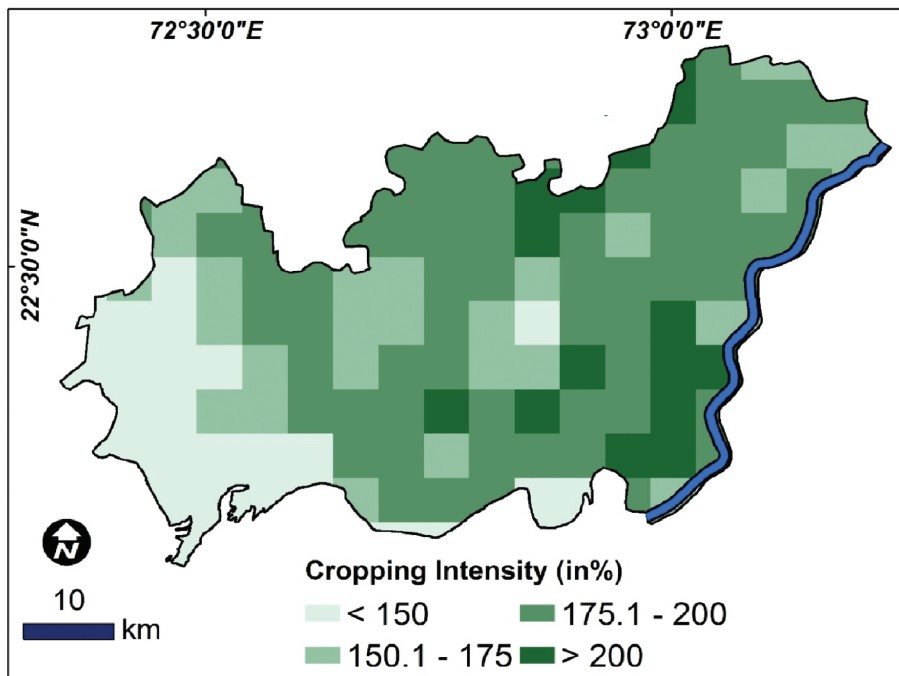 72°30'0"E 73°0'0"E
22°30'0"N
N
10
km
Cropping Intensity (in%)
< 150 175.1 - 200
150.1 - 175 > 200